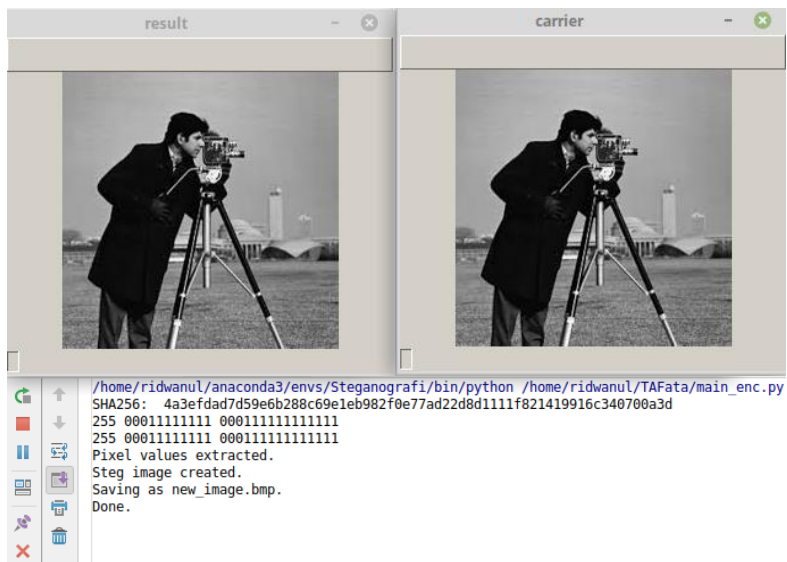 result
carrier
/home/ridwanul/anaconda3/envs/Steganografi/bin/python /home/ridwanul/TAFata/main_enc.py
SHA256:  4a3efdad7d59e6b288c69e1eb982f0e77ad22d8d1111f821419916c340700a3d
255 00011111111 000111111111111
255 00011111111 000111111111111
Pixel values extracted.
Steg image created.
Saving as new_image.bmp.
Done.